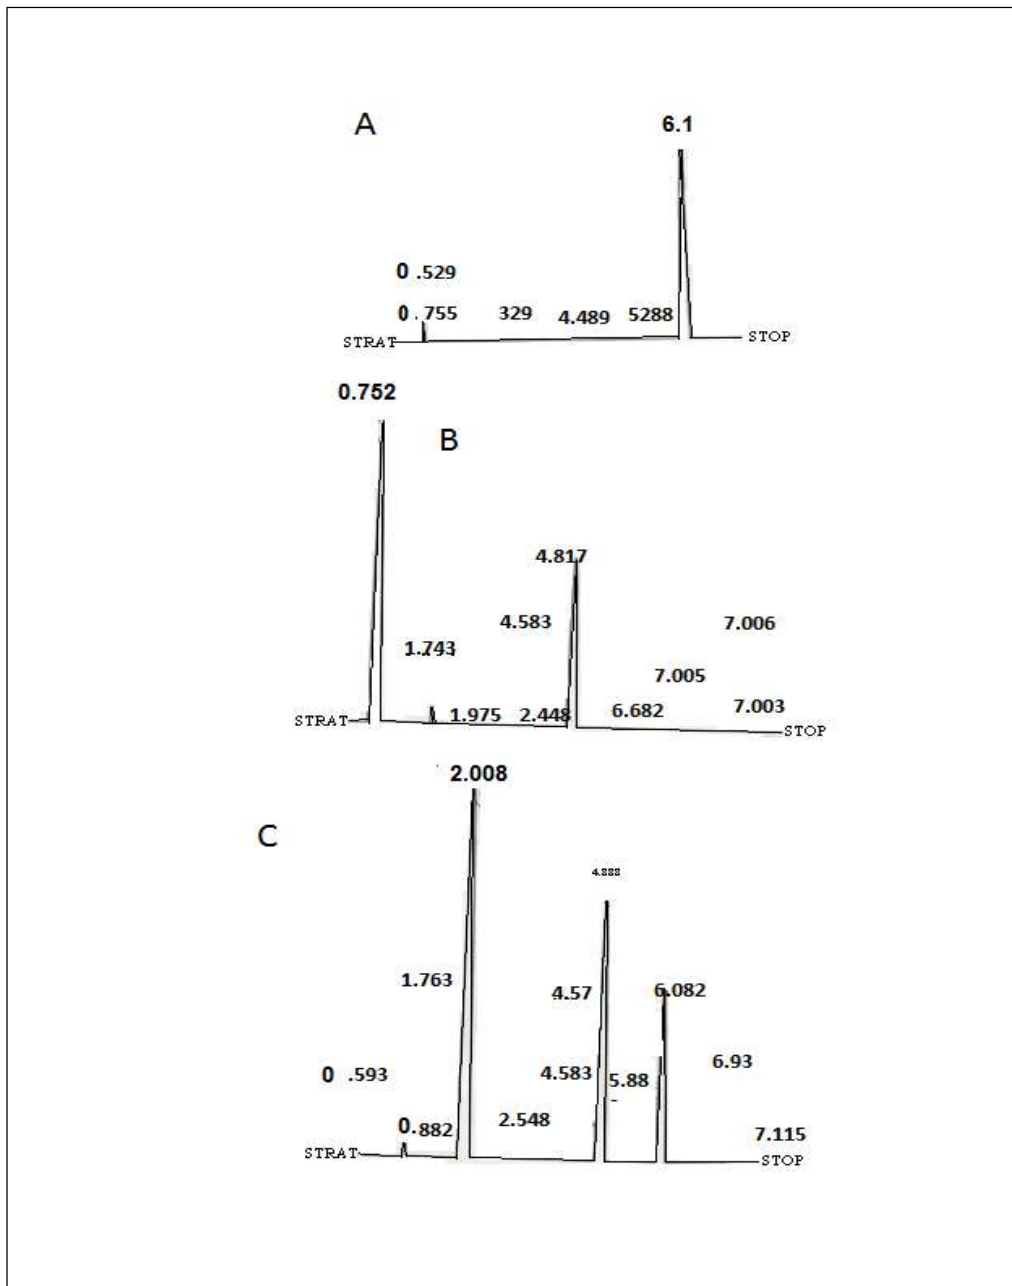 A
6.1
0 .529
0 .755 329 4.489 5288
STRAT STOP
0.752
B
4.817
4.583 7.006
1.743
7.005
1.975 2.448 6.682 7.003
STRAT STOP
2.008
C
4.888
1.763 4.57 6.082
0 .593 4.583 5.88 6.93
0.882 2.548
7.115
STRAT STOP